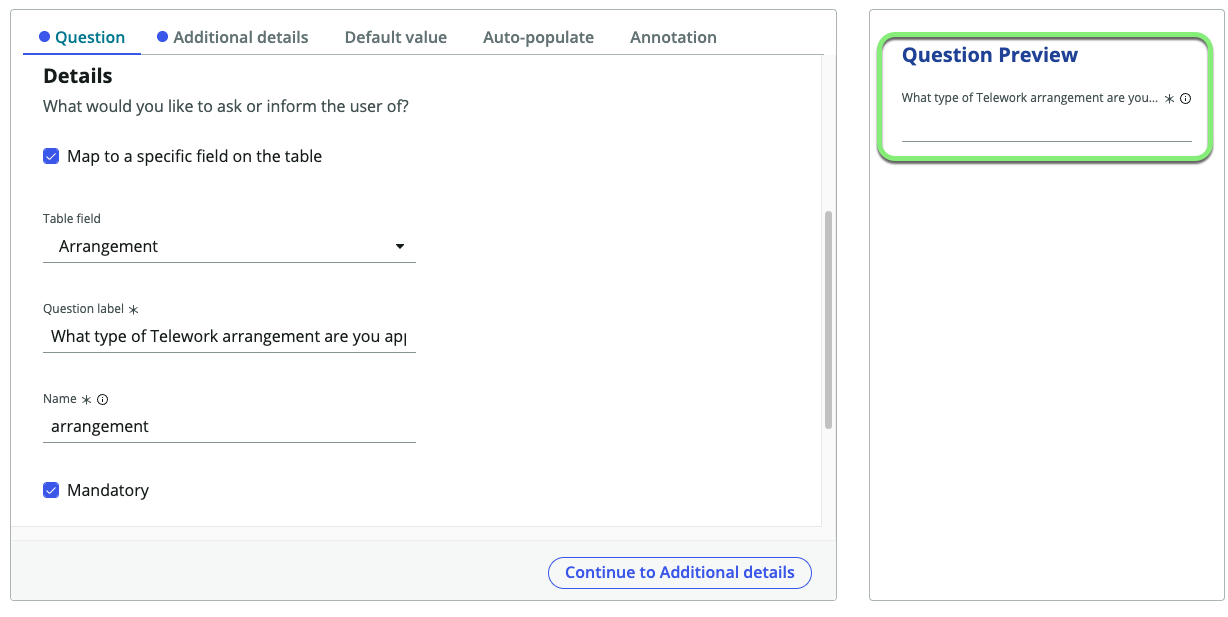 Question Additional details Default value Auto-populate Annotation
Details
What would you like to ask or inform the user of?
Map to a specific field on the table
Table field
Arrangement
Question label *
What type of Telework arrangement are you app
Name *
arrangement
Mandatory
Continue to Additional details
Question Preview
What type of Telework arrangement are you... *